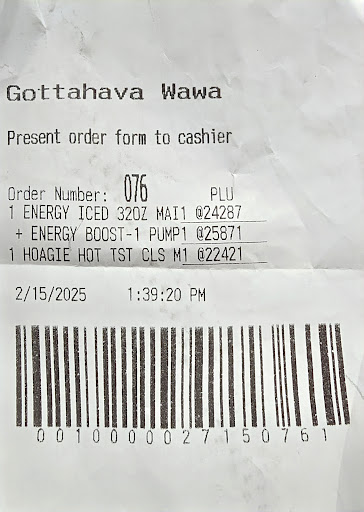 Gottahava Wawa
Present order form to cashier
Order Number: 076 PLU
1 ENERGY ICED 32OZ MAI1 @24287
+ ENERGY BOOST-1 PUMP1 @25871
1 HOAGIE HOT TST CLS M1 @22421
2/15/2025 1:39:20 PM
0010000027150761